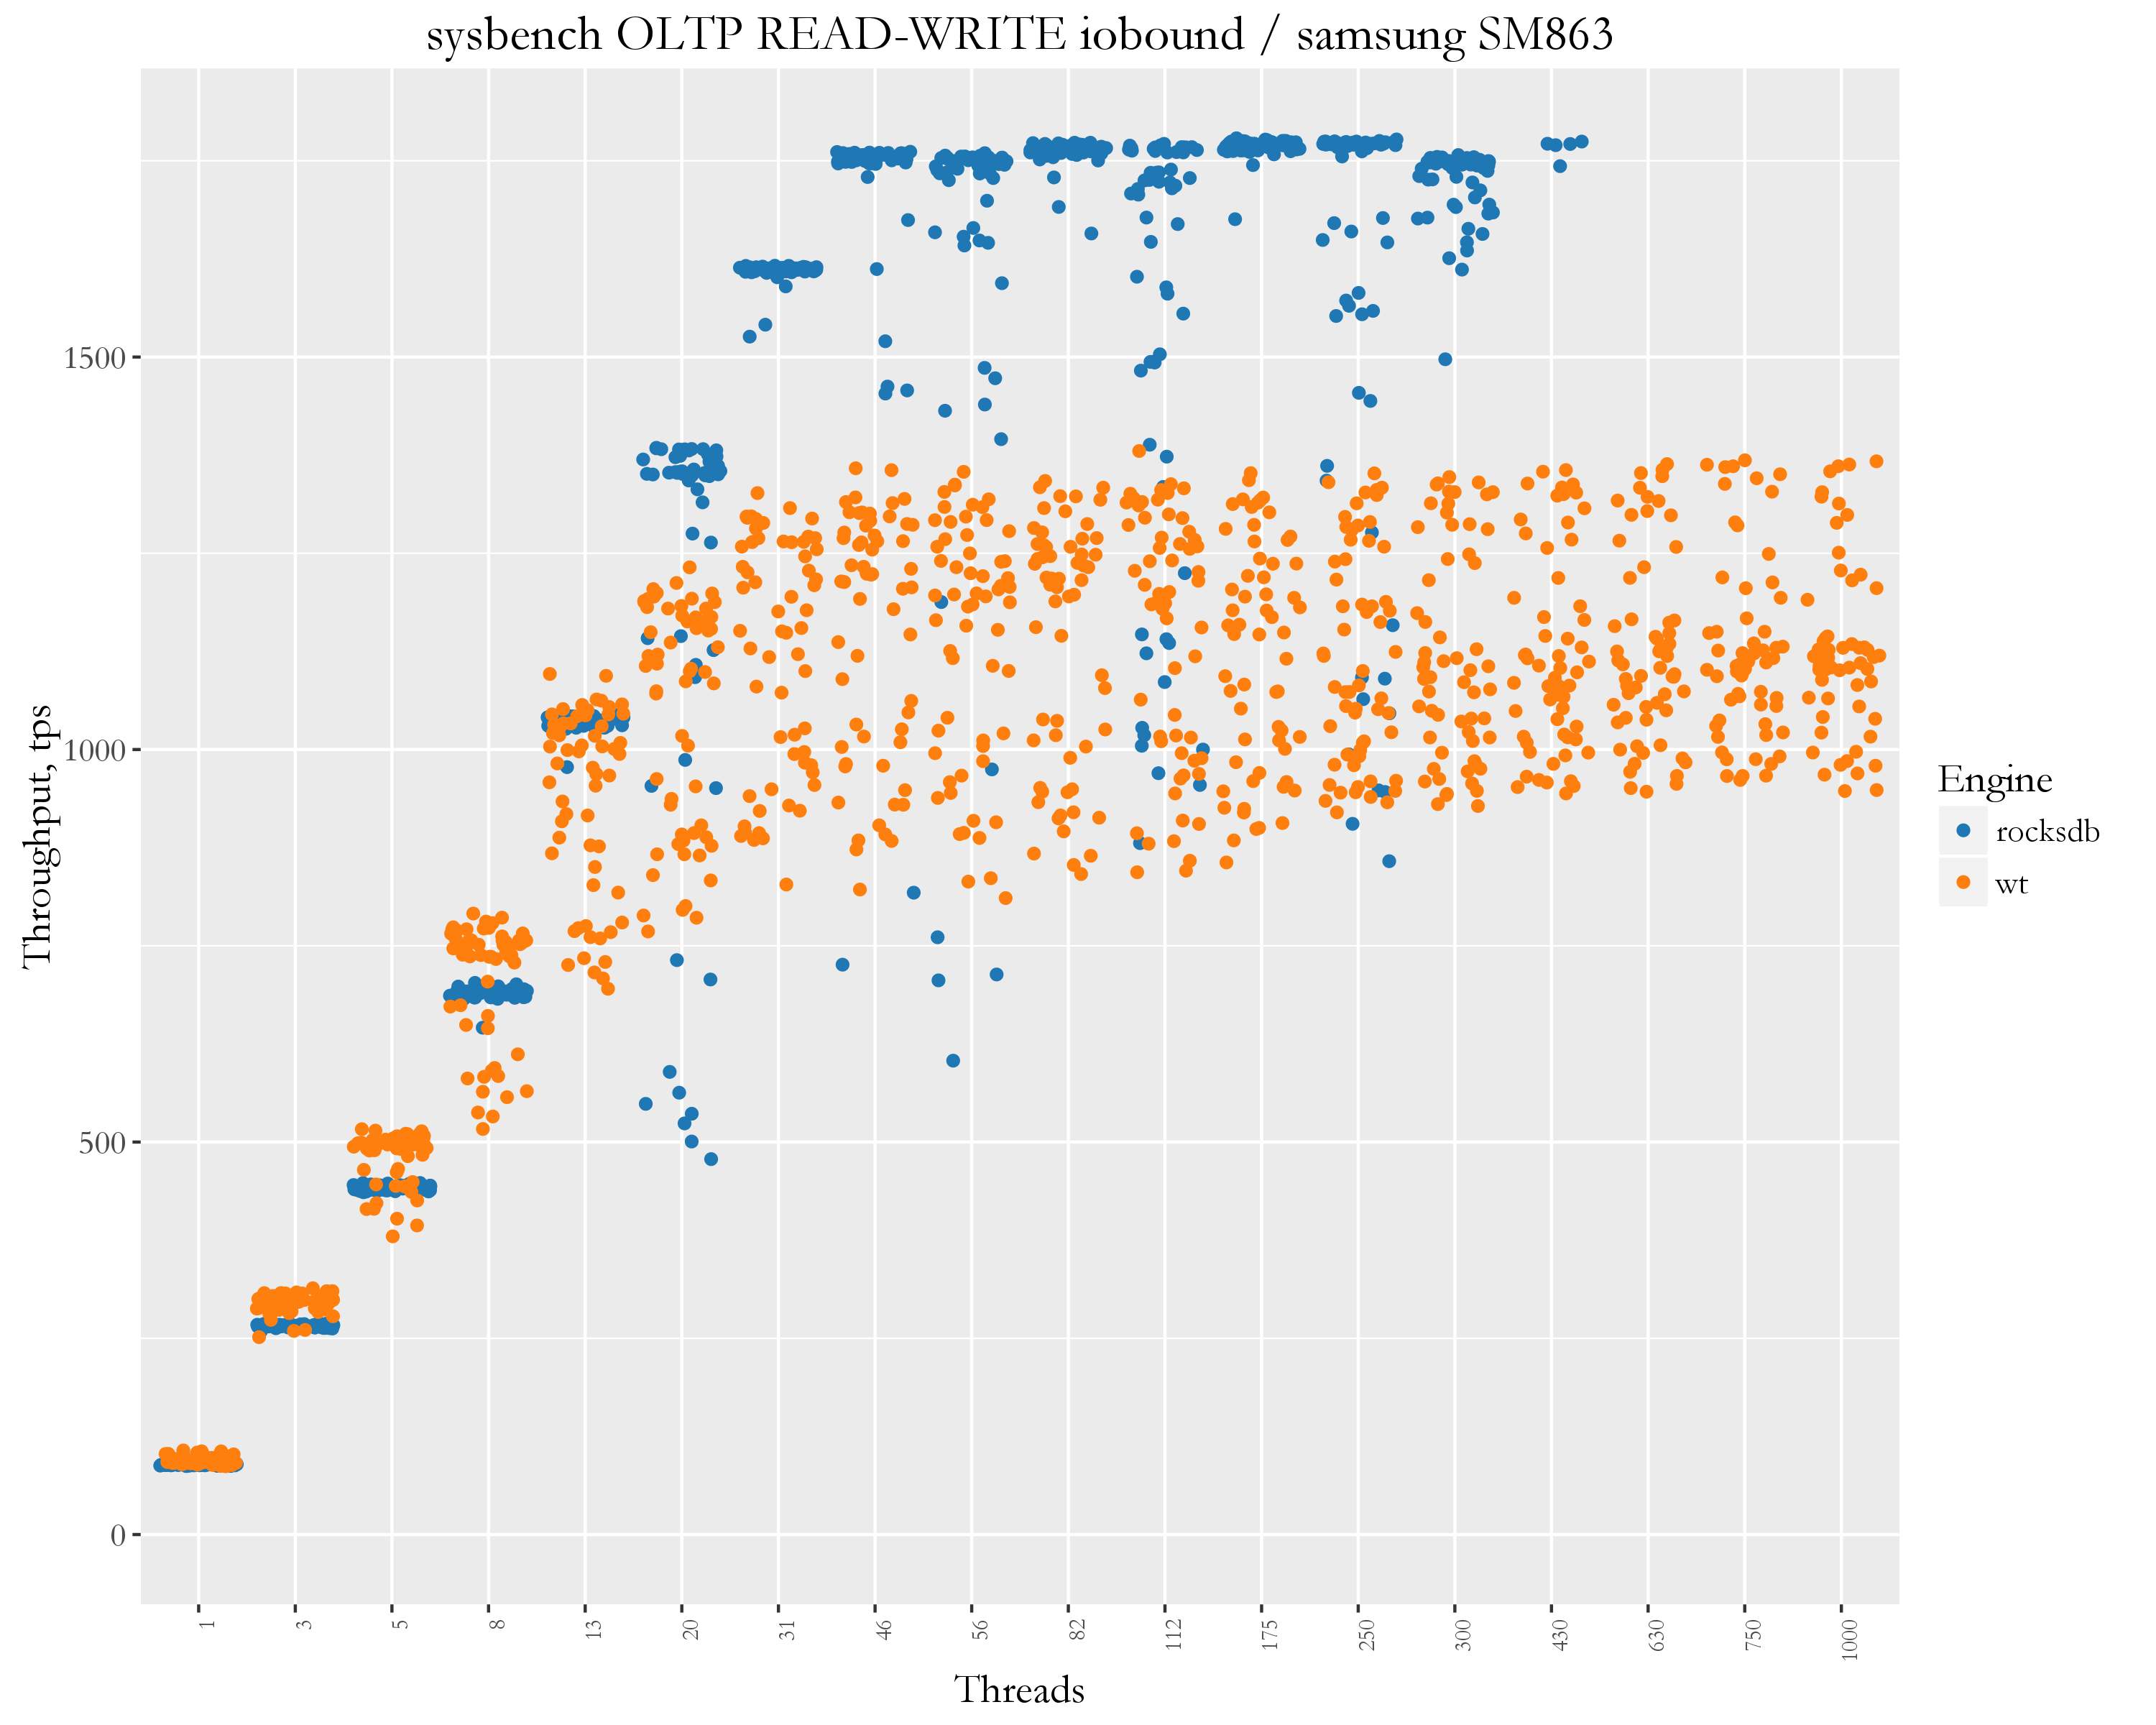 sysbench OLTP READ-WRITE iobound / samsung SM863
Throughput, tps
1500
1000
500
0
1 3 5 8 13 20 31 46 56 82 112 175 250 300 430 630 750 1000
Threads
Engine
rocksdb
wt